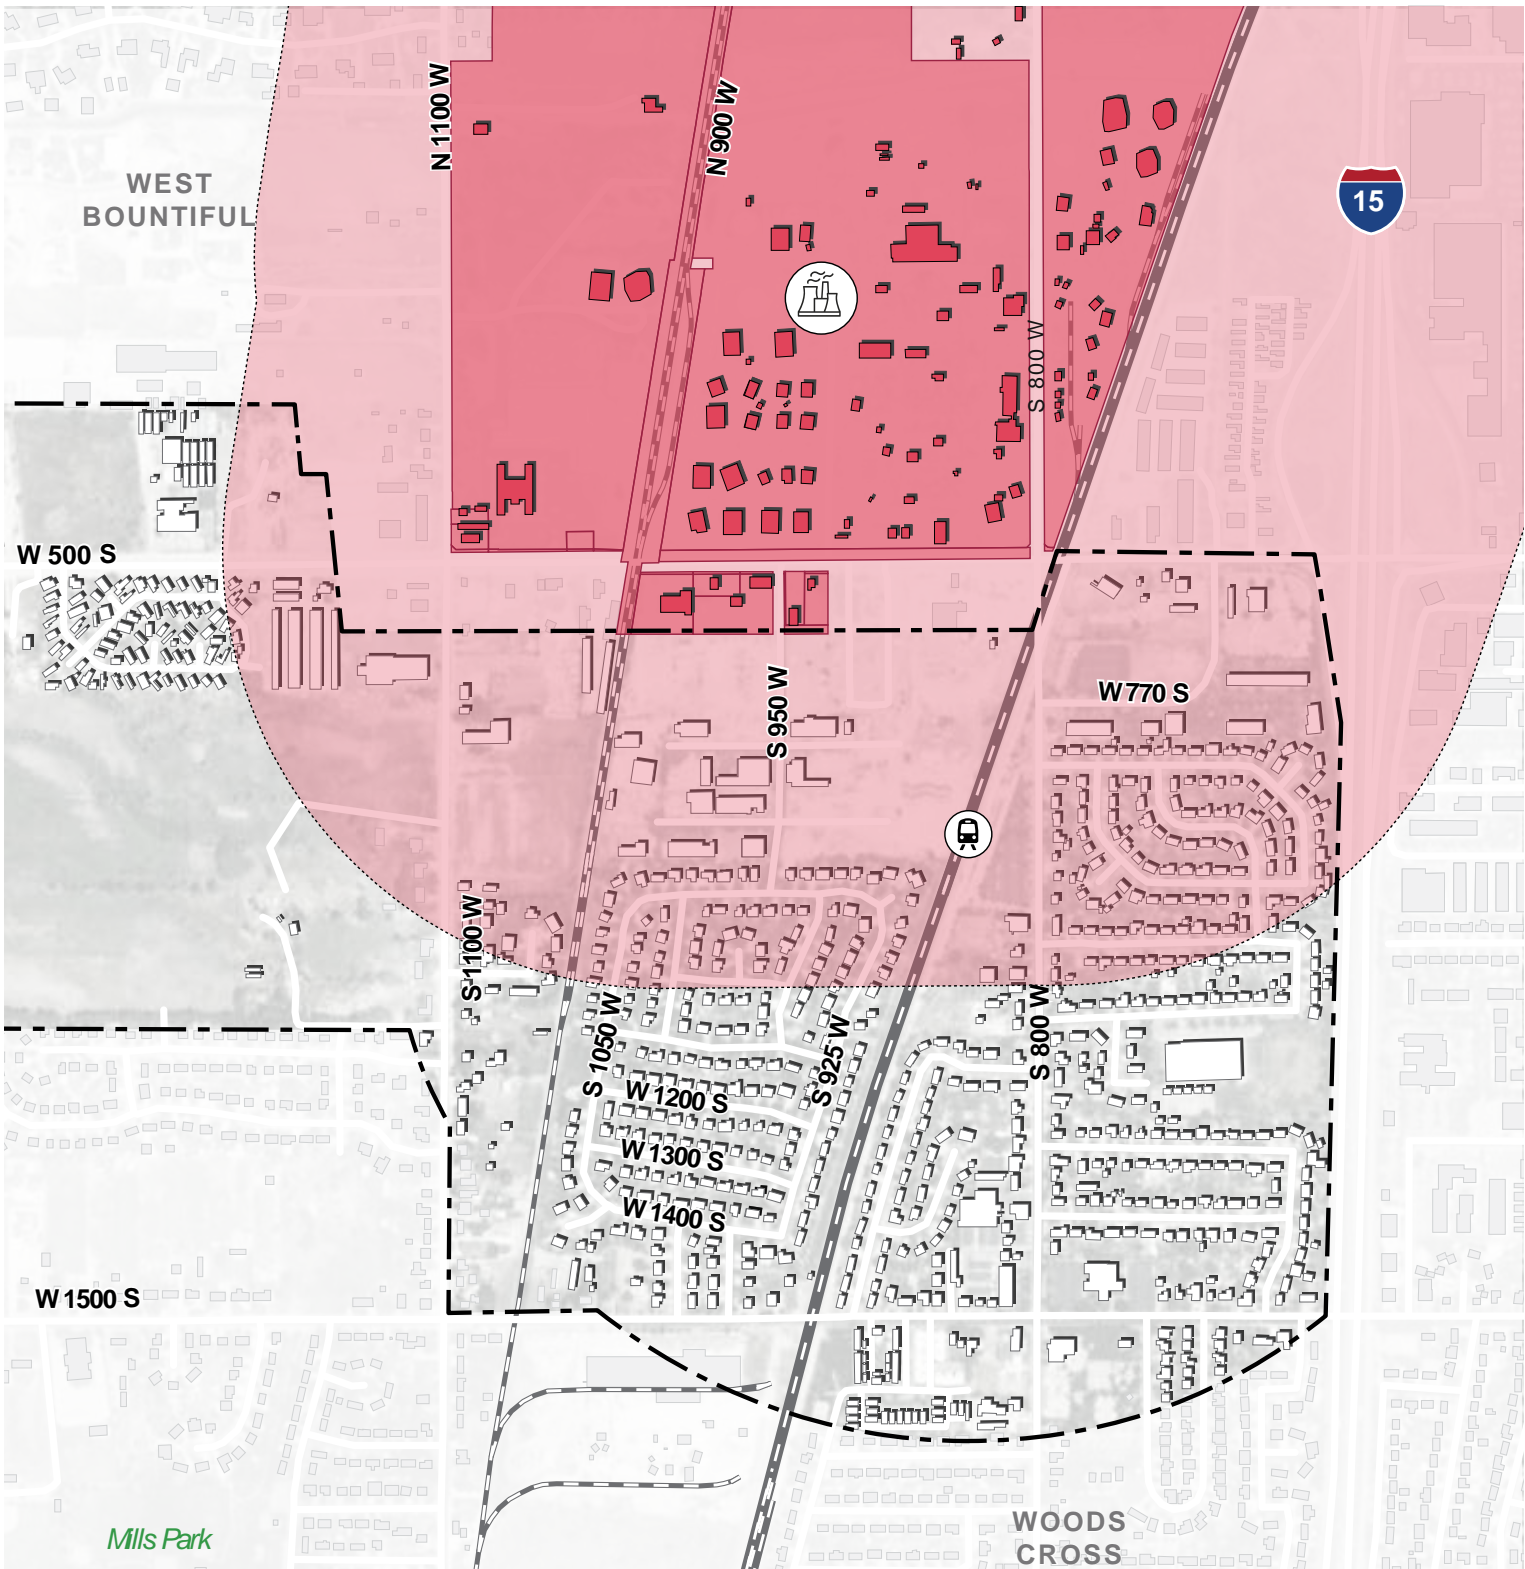 N 1100 W
N 900 W
WEST
BOUNTIFUL
15
S 800 W
W 500 S
W 770 S
S 950 W
S 1100 W
S 1050 W
S 925 W
S 800 W
W 1200 S
W 1300 S
W 1400 S
W 1500 S
Mills Park
WOODS
CROSS